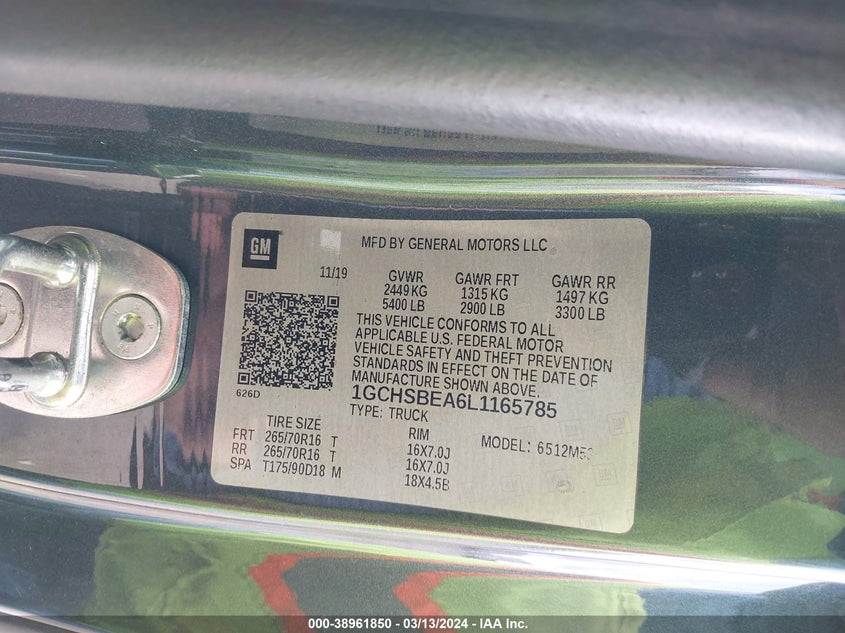 GM
MFD BY GENERAL MOTORS LLC
11/19 GVWR GAWR FRT GAWR RR
2449 KG 1315 KG 1497 KG
5400 LB 2900 LB 3300 LB
THIS VEHICLE CONFORMS TO ALL
APPLICABLE U.S. FEDERAL MOTOR
VEHICLE SAFETY AND THEFT PREVENTION
STANDARDS IN EFFECT ON THE DATE OF
MANUFACTURE SHOWN ABOVE.
626D
1GCHSBEA6L1165785
TYPE: TRUCK
TIRE SIZE RIM MODEL: 6512M53
FRT 265/70R16 T 16X7.0J
RR 265/70R16 T 16X7.0J
SPA T175/90D18 M 18X4.5B
000-38961850 / 03/13/2024 — IAA Inc.